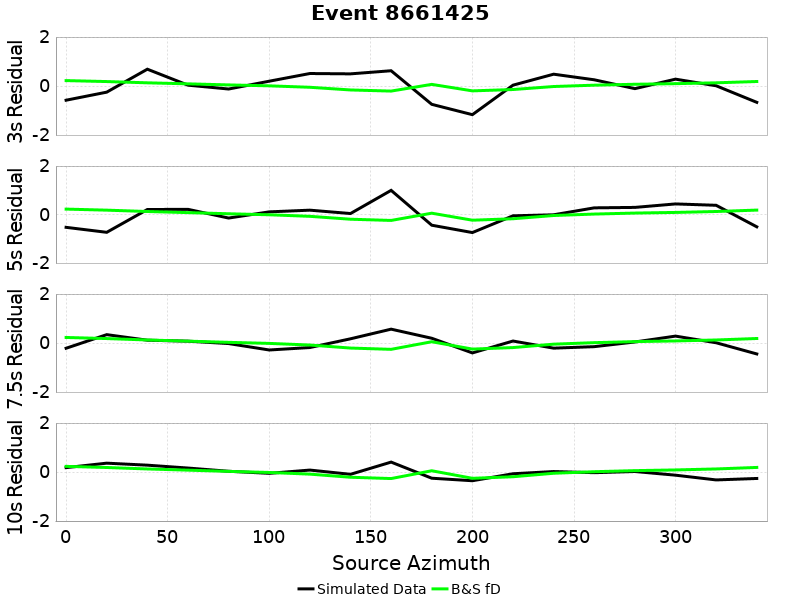 Event 8661425
3s Residual
2
0
-2
5s Residual
2
0
-2
7.5s Residual
2
0
-2
10s Residual
2
0
-2
0 50 100 150 200 250 300
Source Azimuth
Simulated Data B&S fD